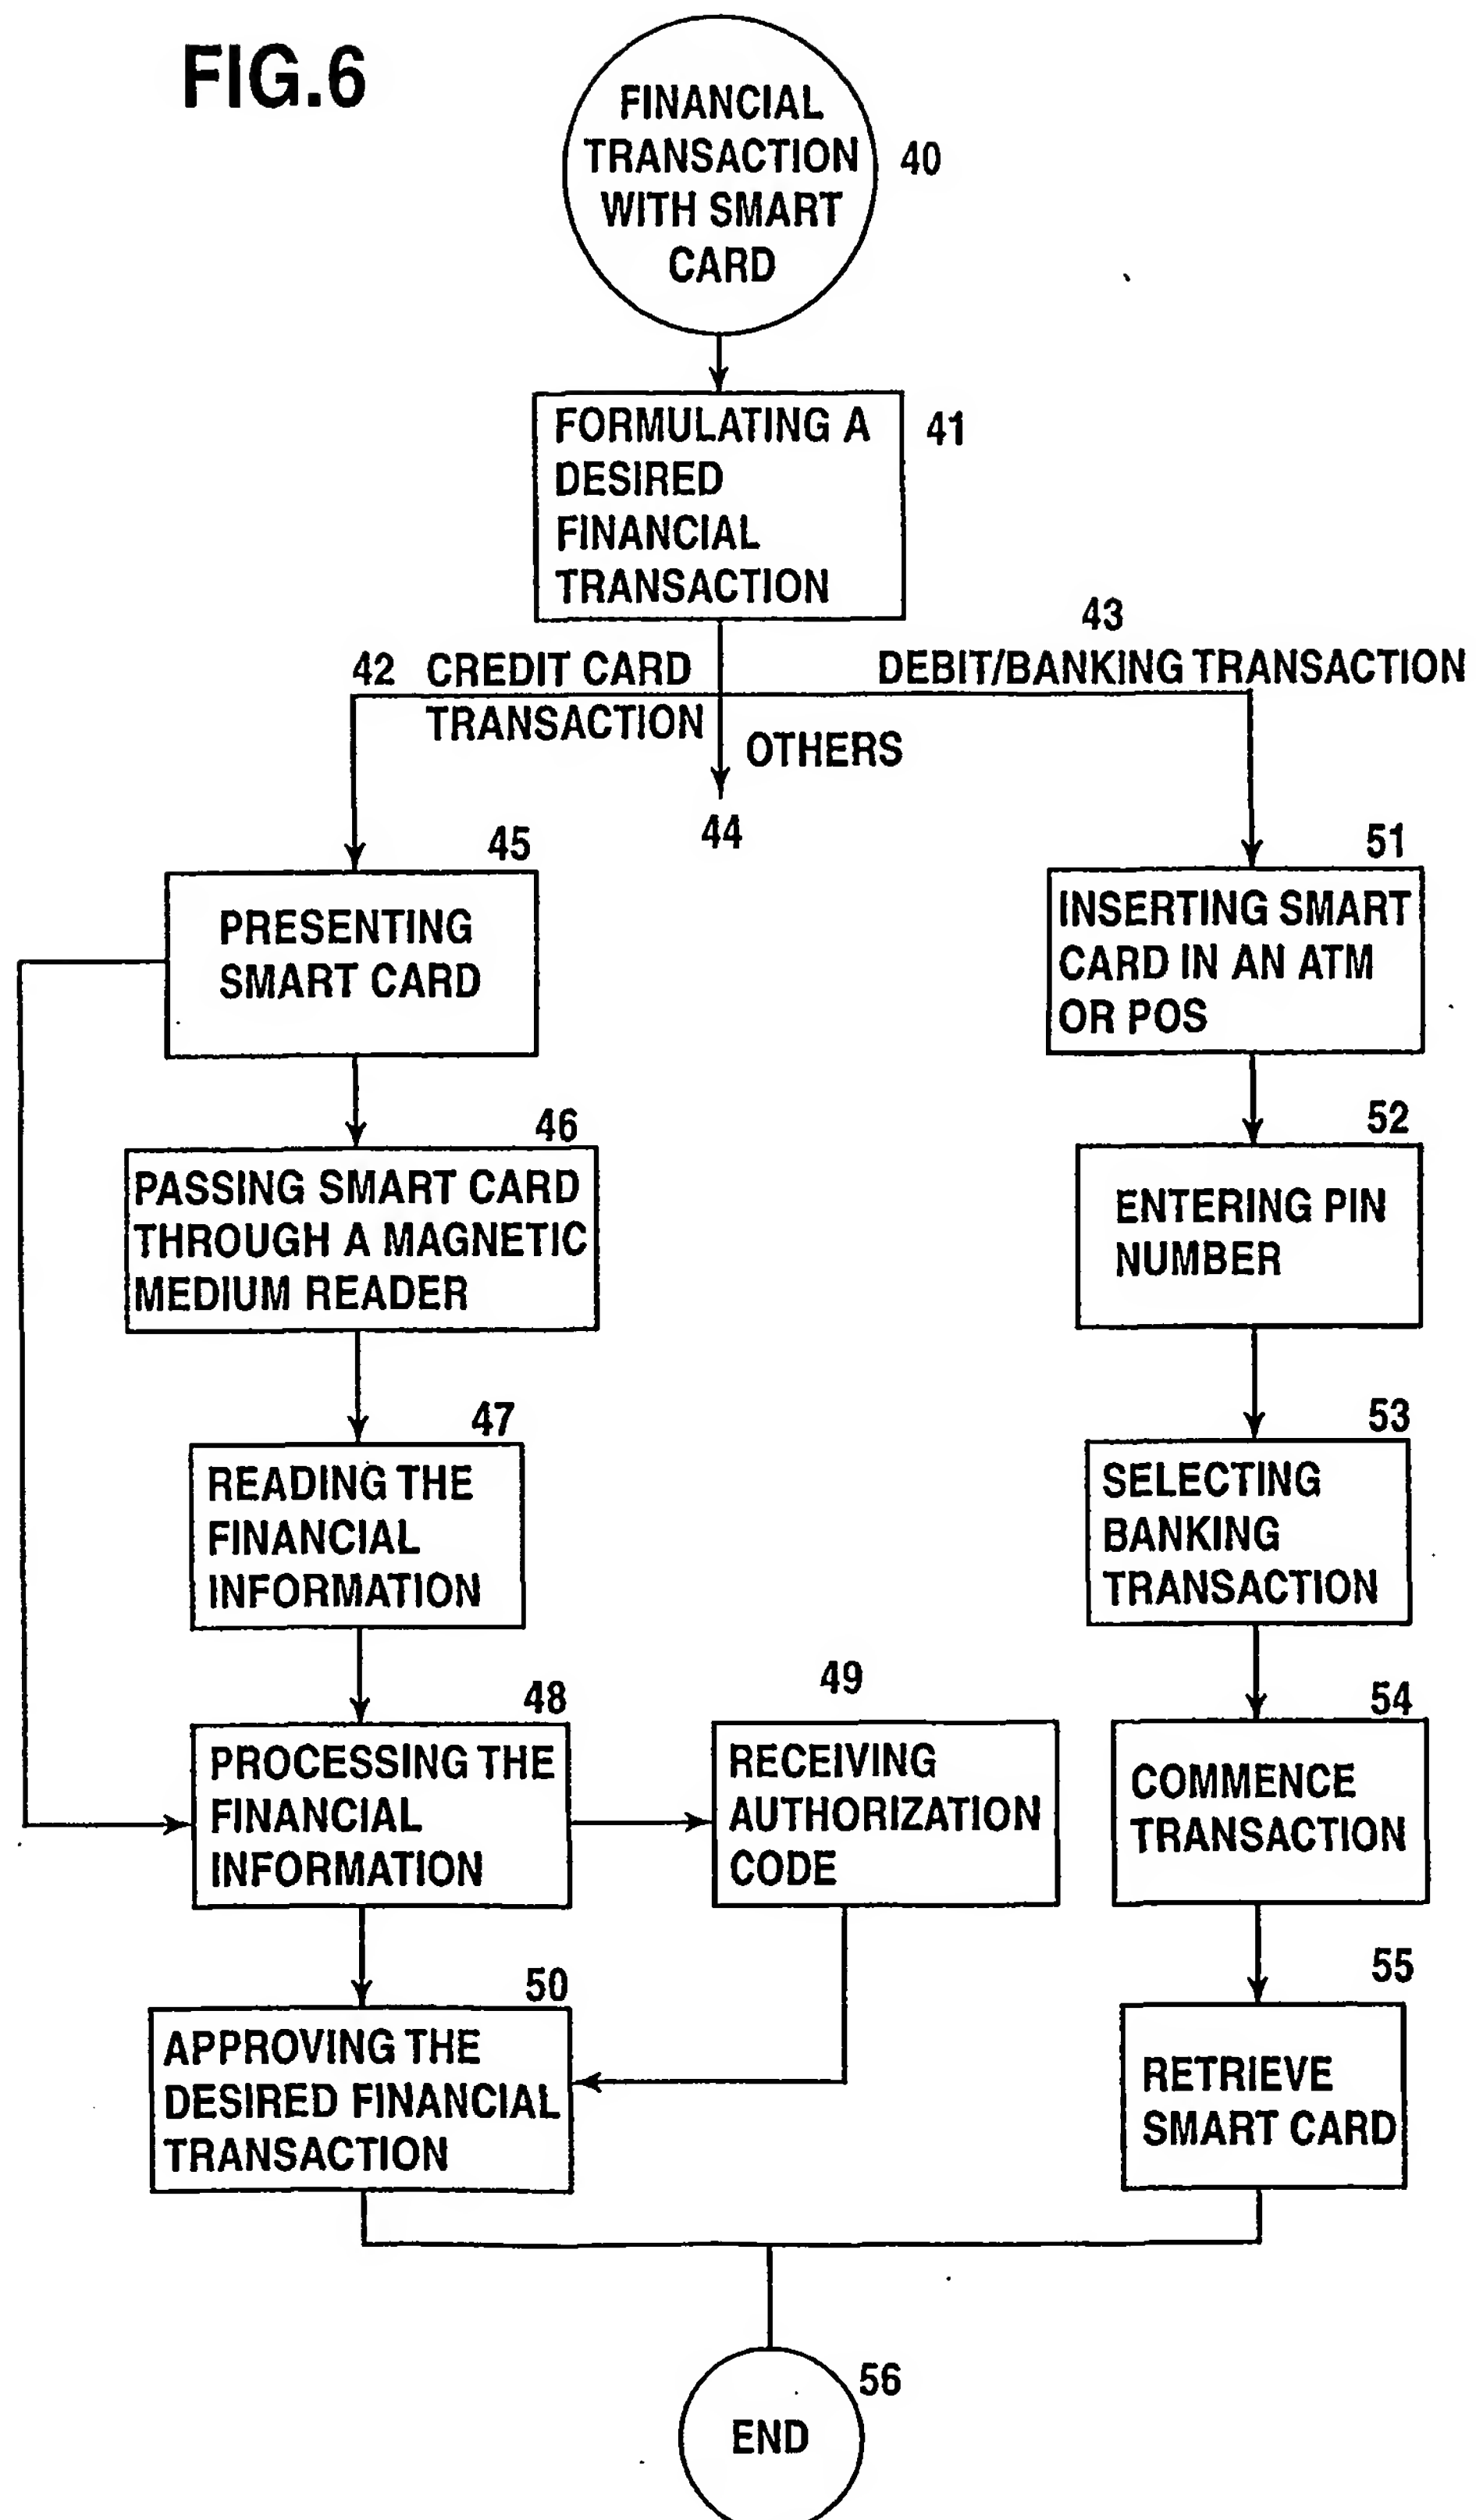 FIG.6
FINANCIAL
TRANSACTION
WITH SMART
CARD
40
FORMULATING A
DESIRED
FINANCIAL
TRANSACTION
41
42 CREDIT CARD
TRANSACTION
43
DEBIT/BANKING TRANSACTION
OTHERS
44
45
PRESENTING
SMART CARD
46
PASSING SMART CARD
THROUGH A MAGNETIC
MEDIUM READER
47
READING THE
FINANCIAL
INFORMATION
48
PROCESSING THE
FINANCIAL
INFORMATION
49
RECEIVING
AUTHORIZATION
CODE
50
APPROVING THE
DESIRED FINANCIAL
TRANSACTION
51
INSERTING SMART
CARD IN AN ATM
OR POS
52
ENTERING PIN
NUMBER
53
SELECTING
BANKING
TRANSACTION
54
COMMENCE
TRANSACTION
55
RETRIEVE
SMART CARD
56
END